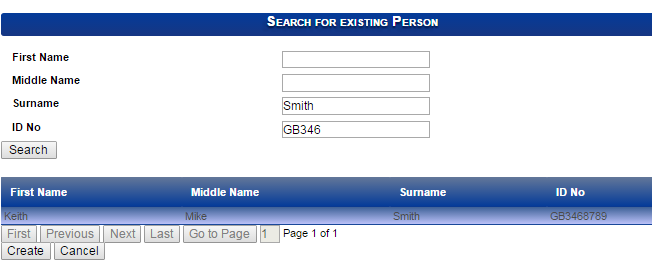 Search for existing Person
First Name
Middle Name
Surname Smith
ID No GB346
Search
First Name Middle Name Surname ID No
Keith Mike Smith GB3468789
First Previous Next Last Go to Page 1 Page 1 of 1
Create Cancel